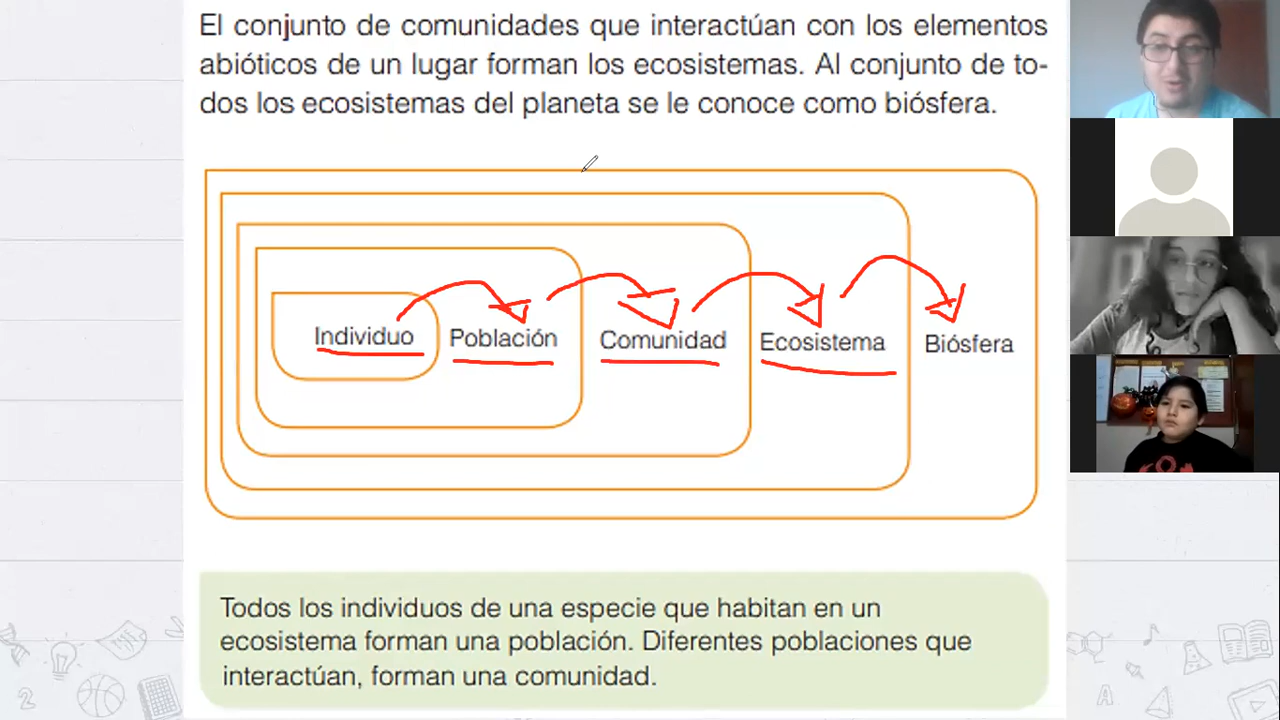 El conjunto de comunidades que interactúan con los elementos
abióticos de un lugar forman los ecosistemas. Al conjunto de to-
dos los ecosistemas del planeta se le conoce como biósfera.
Individuo Población Comunidad Ecosistema Biósfera
Todos los individuos de una especie que habitan en un
ecosistema forman una población. Diferentes poblaciones que
interactúan, forman una comunidad.